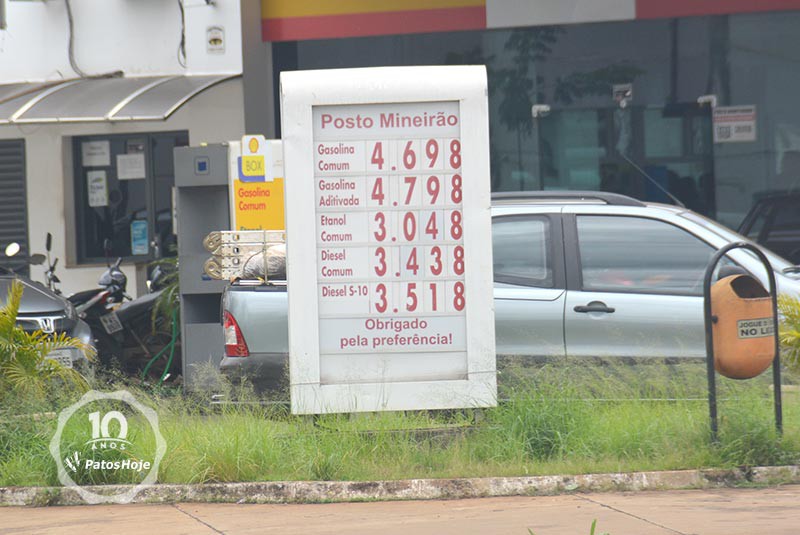 Posto Mineirão
Gasolina Comum 4.698
Gasolina Aditivada 4.798
Etanol Comum 3.048
Diesel Comum 3.438
Diesel S-10 3.518
Obrigado
pela preferência!
BOX
Gasolina
Comum
JOGUE
NO
10
ANOS
PatosHoje